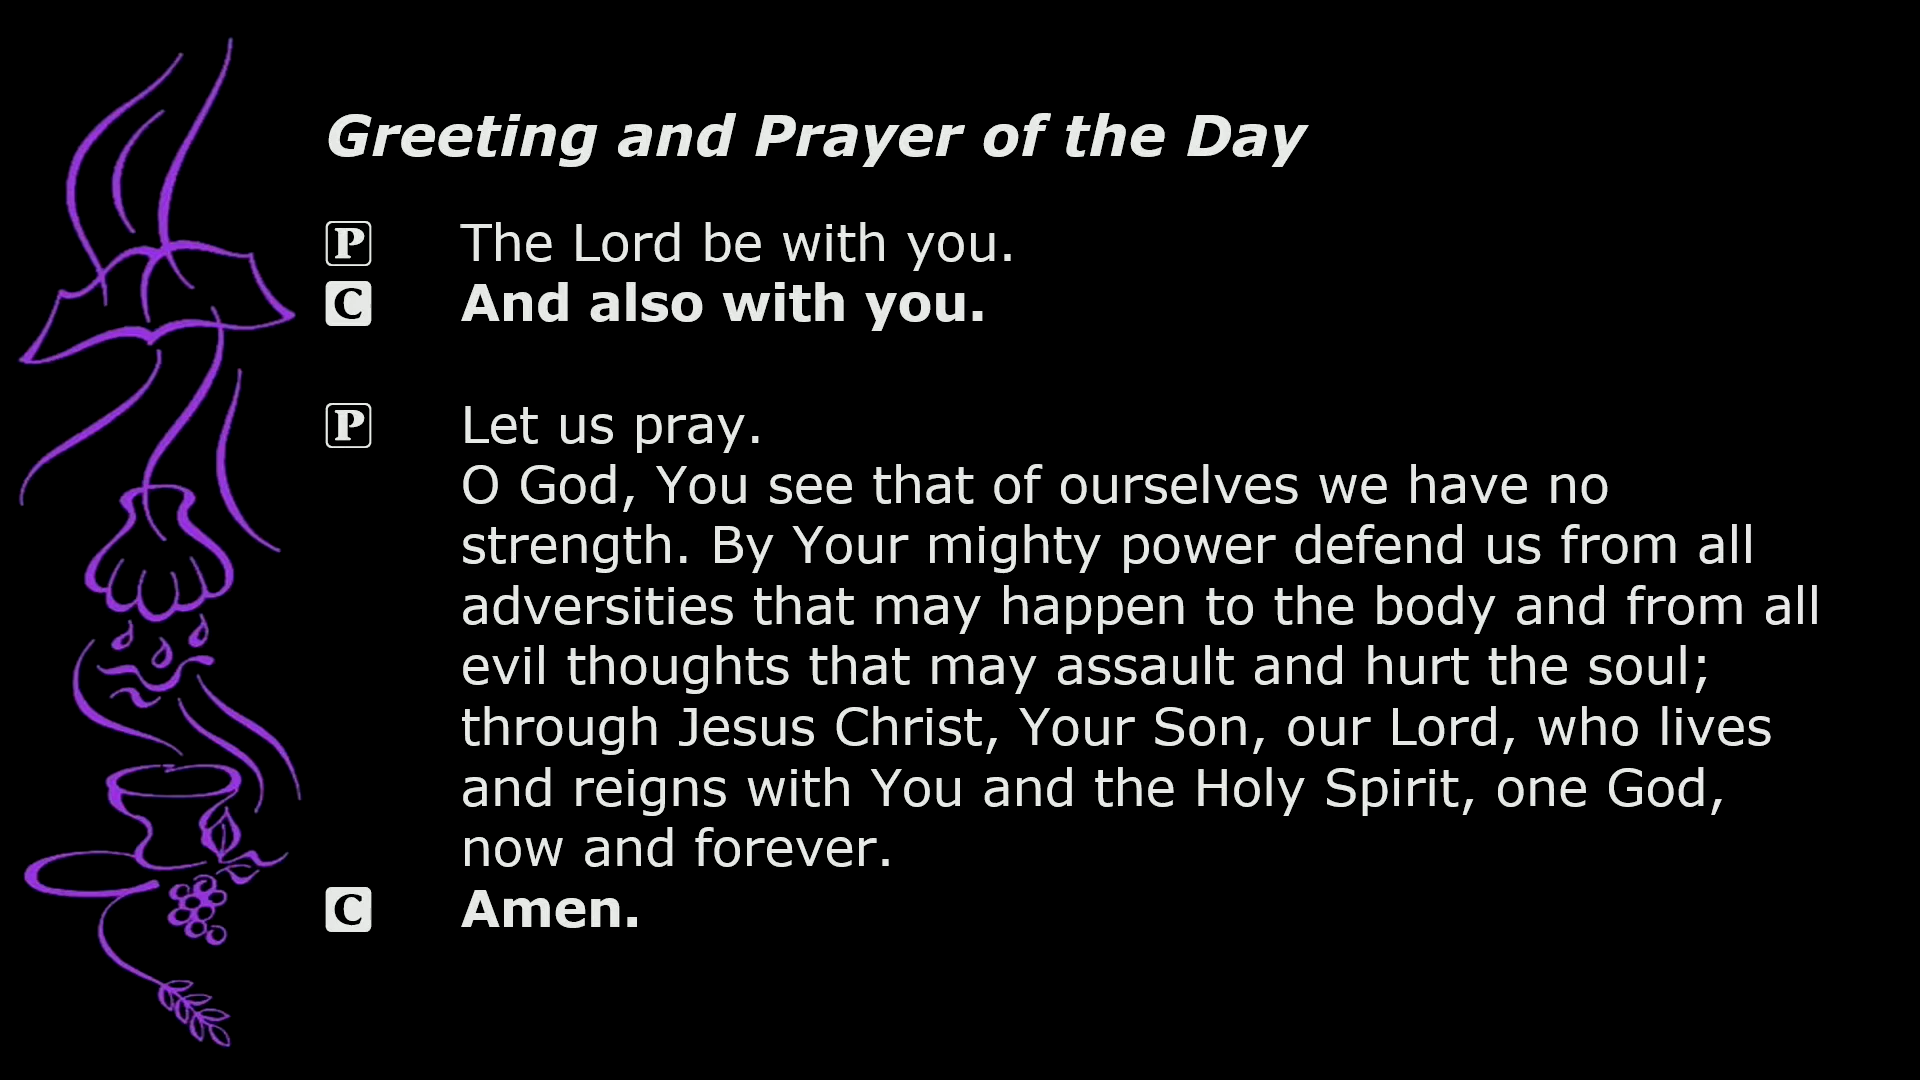 Greeting and Prayer of the Day
P The Lord be with you.
C And also with you.
P Let us pray.
O God, You see that of ourselves we have no
strength. By Your mighty power defend us from all
adversities that may happen to the body and from all
evil thoughts that may assault and hurt the soul;
through Jesus Christ, Your Son, our Lord, who lives
and reigns with You and the Holy Spirit, one God,
now and forever.
C Amen.